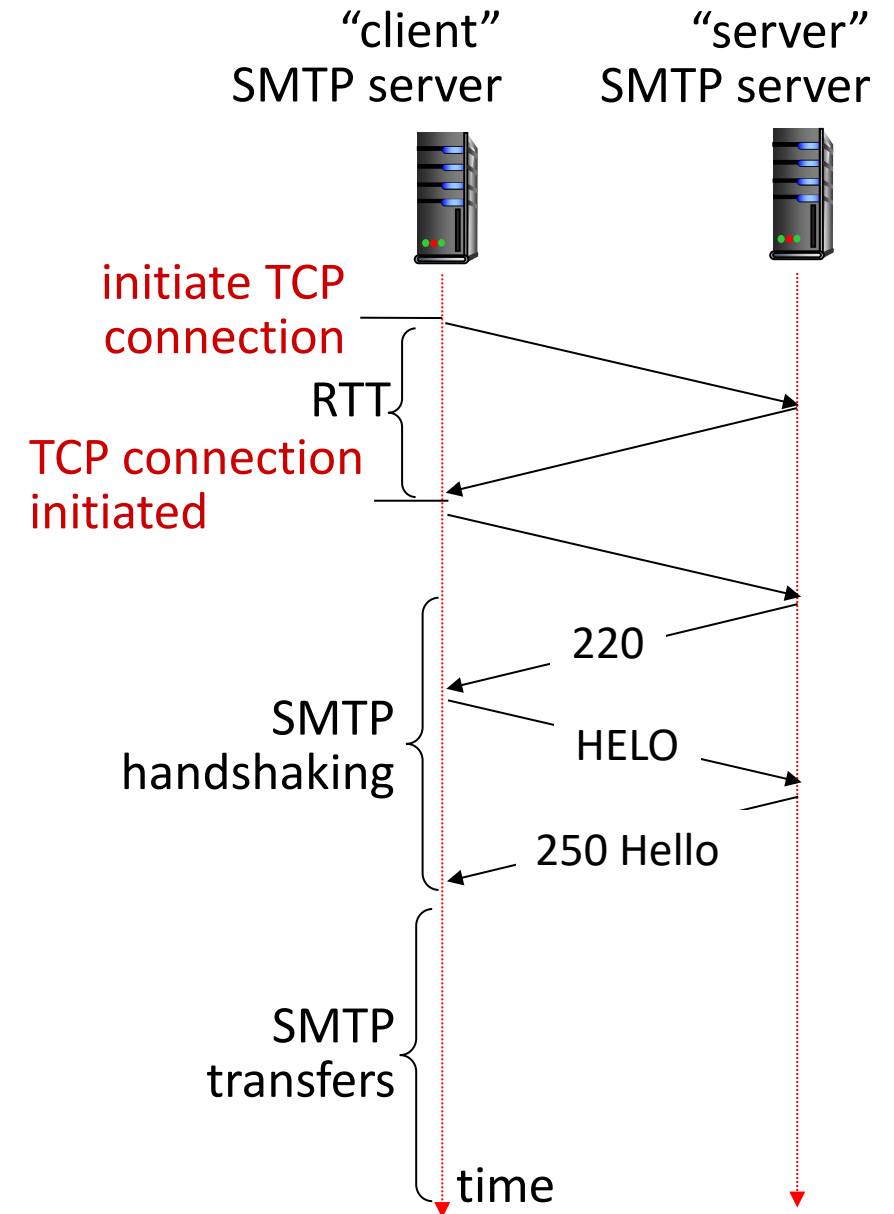 “client”
SMTP server
“server”
SMTP server
initiate TCP
connection
RTT
TCP connection
initiated
220
SMTP
handshaking
HELO
250 Hello
SMTP
transfers
time